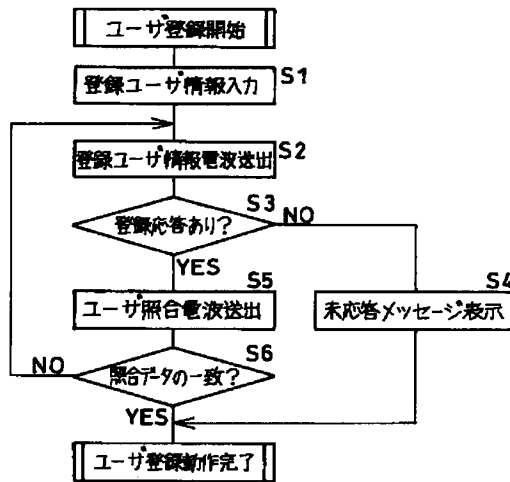 ユーザ登録開始
S1
登録ユーザ情報入力
S2
登録ユーザ情報電波送出
S3
登録応答あり?
NO
YES
S5
ユーザ照合電波送出
S4
未応答メッセージ表示
S6
照合データの一致?
NO
YES
ユーザ登録動作完了